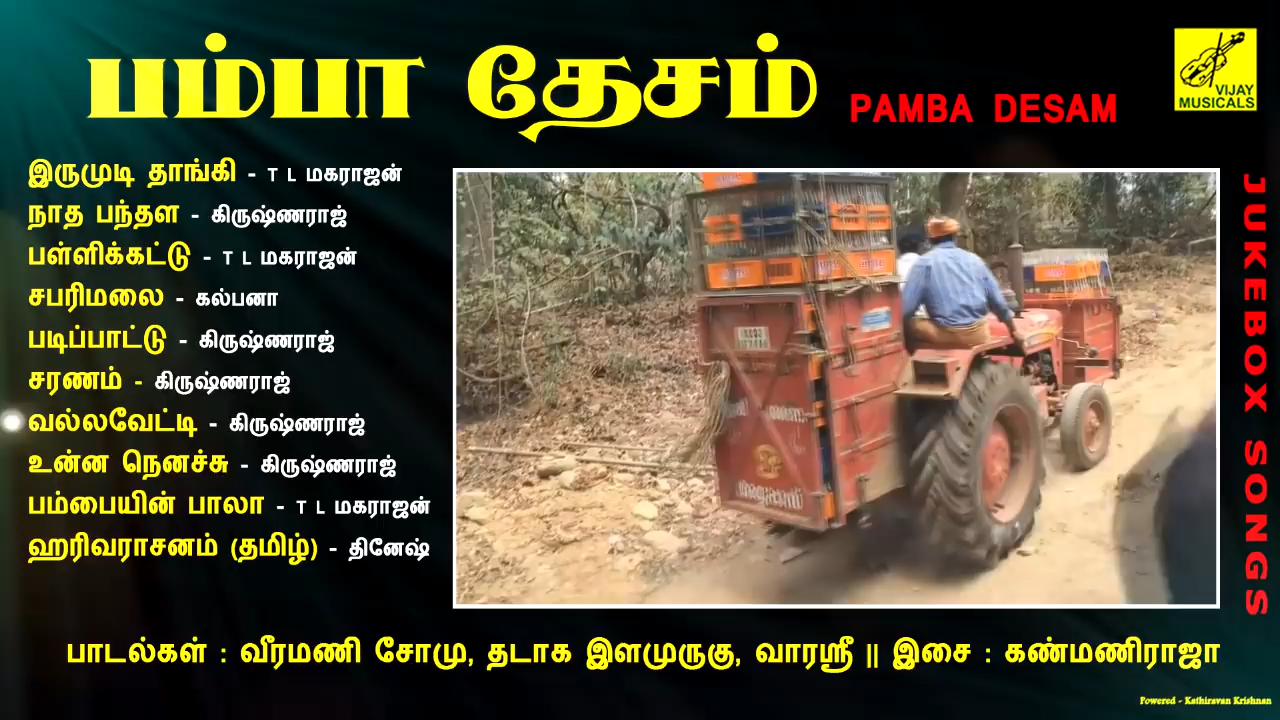 பம்பா தேசம்
PAMBA DESAM
VIJAY
MUSICALS
இருமுடி தாங்கி - T L மகராஜன்
நாத பந்தள - கிருஷ்ணராஜ்
பள்ளிக்கட்டு - T L மகராஜன்
சபரிமலை - கல்பனா
படிப்பாட்டு - கிருஷ்ணராஜ்
சரணம் - கிருஷ்ணராஜ்
வல்லவேட்டி - கிருஷ்ணராஜ்
உன்ன நெனச்சு - கிருஷ்ணராஜ்
பம்பையின் பாலா - T L மகராஜன்
ஹரிவராசனம் (தமிழ்) - தினேஷ்
JUKEBOX SONGS
பாடல்கள் : வீரமணி சோமு, தடாக இளமுருகு, வாரஸ்ரீ || இசை : கண்மணிராஜா
Powered - Kathiravan Krishnan